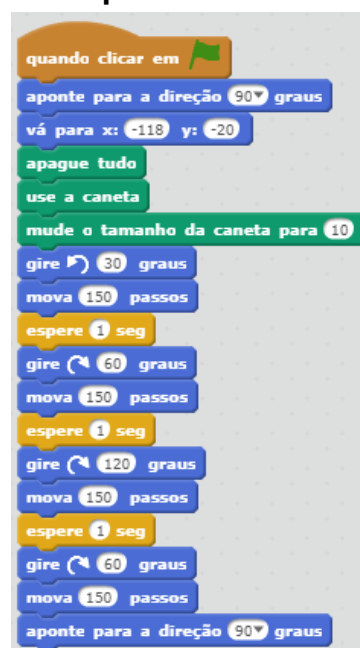 quando clicar em
aponte para a direção 90 graus
vá para x: -118 y: -20
apague tudo
use a caneta
mude o tamanho da caneta para 10
gire 30 graus
mova 150 passos
espere 1 seg
gire 60 graus
mova 150 passos
espere 1 seg
gire 120 graus
mova 150 passos
espere 1 seg
gire 60 graus
mova 150 passos
aponte para a direção 90 graus